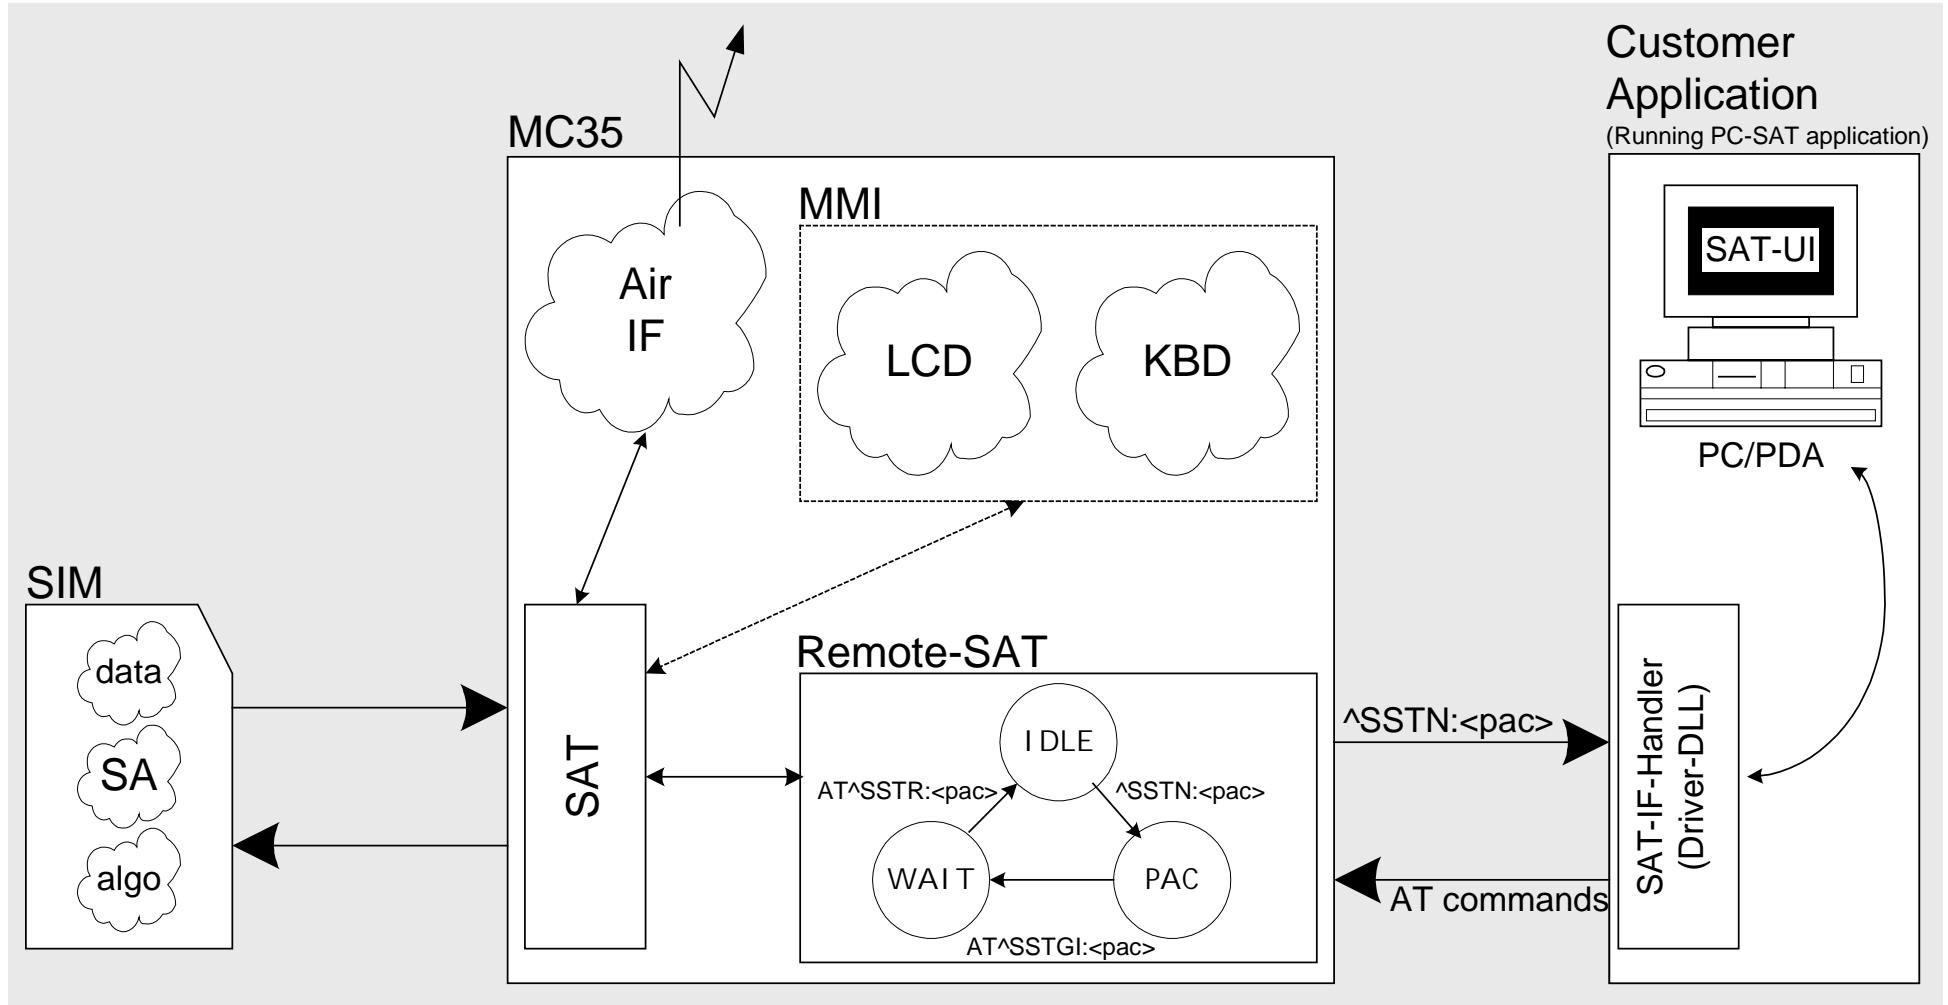 Customer
Application
(Running PC-SAT application)
MC35
MMI
Air
IF
LCD
KBD
SAT-UI
PC/PDA
SIM
data
SA
algo
SAT
Remote-SAT
IDLE
AT^SSTR:<pac>
^SSTN:<pac>
WAIT
PAC
AT^SSTGI:<pac>
^SSTN:<pac>
AT commands
SAT-IF-Handler
(Driver-DLL)